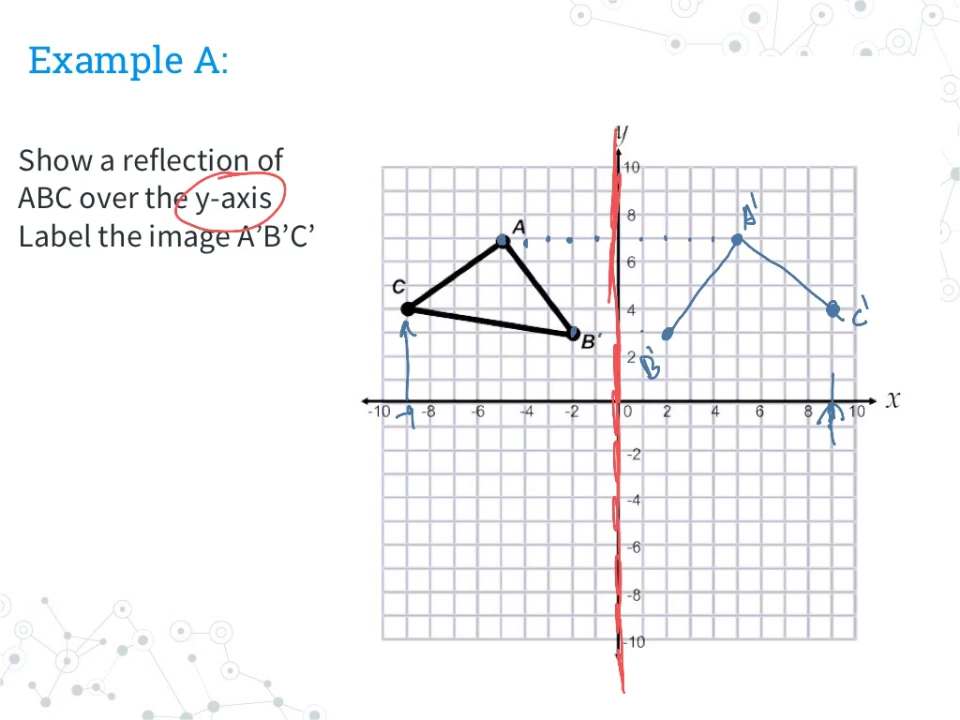 Example A:
Show a reflection of
ABC over the y-axis
Label the image A’B’C’
y
10
8
6
4
2
A
C
B
A'
B'
C'
-10 -8 -6 -4 -2 0 2 4 6 8 10 x
-9
-2
-4
-6
-8
-10